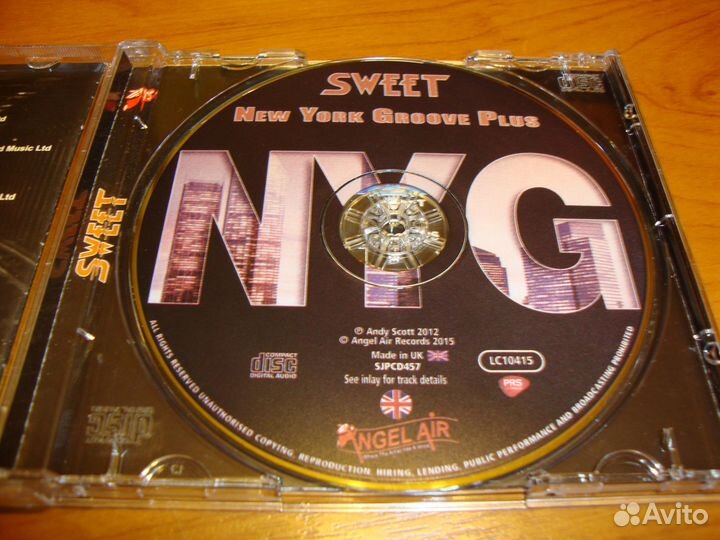 SWEET
NEW YORK GROOVE PLUS
NYG
℗ Andy Scott 2012
© Angel Air Records 2015
Made in UK
SJPCD457
See inlay for track details
COMPACT
disc
DIGITAL AUDIO
LC10415
PRS
ANGEL AIR
ALL RIGHTS RESERVED UNAUTHORISED COPYING, REPRODUCTION, HIRING, LENDING, PUBLIC PERFORMANCE AND BROADCASTING PROHIBITED
SWEET
d Music Ltd
Ltd
Avito